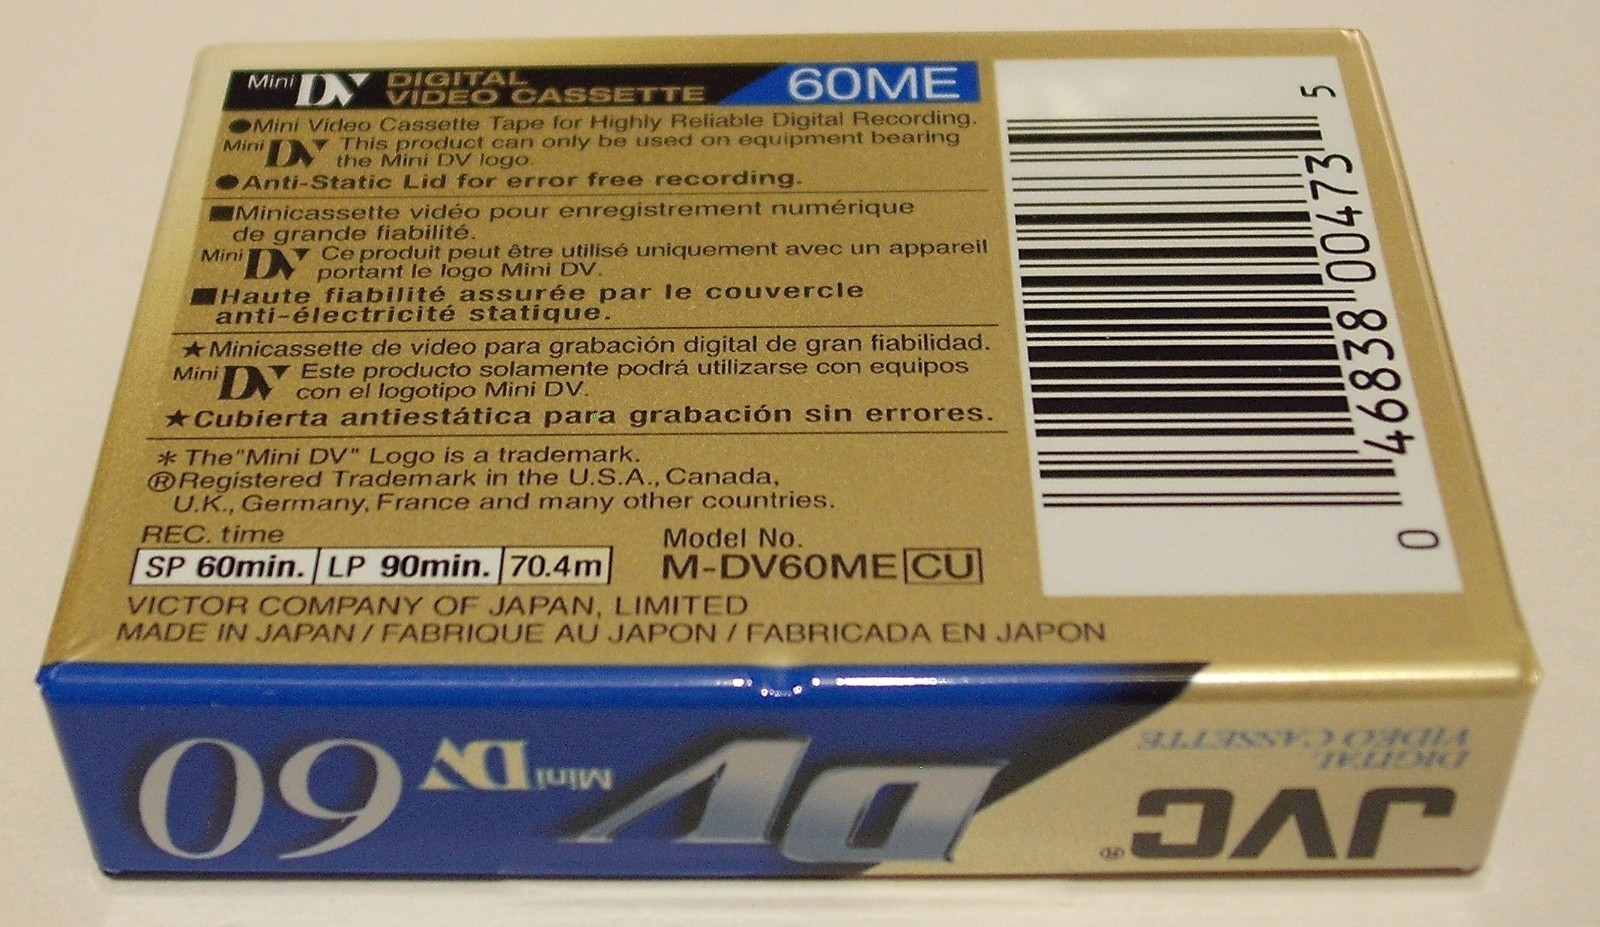 Mini DV DIGITAL
VIDEO CASSETTE 60ME
●Mini Video Cassette Tape for Highly Reliable Digital Recording.
Mini DV This product can only be used on equipment bearing
the Mini DV logo.
●Anti-Static Lid for error free recording.
■Minicassette vidéo pour enregistrement numérique
de grande fiabilité.
Mini DV Ce produit peut être utilisé uniquement avec un appareil
portant le logo Mini DV.
■Haute fiabilité assurée par le couvercle
anti-électricité statique.
★Minicassette de video para grabaciòn digital de gran fiabilidad.
Mini DV Este producto solamente podrá utilizarse con equipos
con el logotipo Mini DV.
★Cubierta antiestática para grabación sin errores.
* The"Mini DV" Logo is a trademark.
®Registered Trademark in the U.S.A., Canada,
U.K., Germany, France and many other countries.
REC. time
SP 60min. LP 90min. 70.4m
Model No.
M-DV60ME CU
VICTOR COMPANY OF JAPAN, LIMITED
MADE IN JAPAN / FABRIQUE AU JAPON / FABRICADA EN JAPON
0 46838 00473 5
JVC®
DIGITAL
VIDEO CASSETTE
DV
Mini DV
60